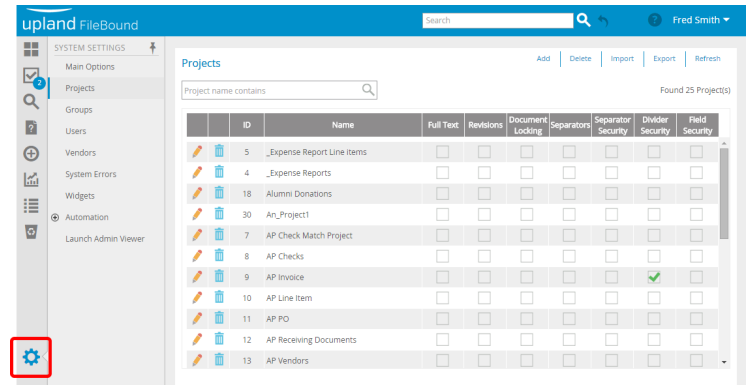 upland FileBound
Search
Fred Smith
SYSTEM SETTINGS
Main Options
Projects
Groups
Users
Vendors
System Errors
Widgets
Automation
Launch Admin Viewer
2
Projects
Add Delete Import Export Refresh
Project name contains
Found 25 Project(s)
ID Name Full Text Revisions Document Locking Separators Separator Security Divider Security Field Security
5 _Expense Report Line items
4 _Expense Reports
18 Alumni Donations
30 An_Project1
7 AP Check Match Project
8 AP Checks
9 AP Invoice
10 AP Line Item
11 AP PO
12 AP Receiving Documents
13 AP Vendors